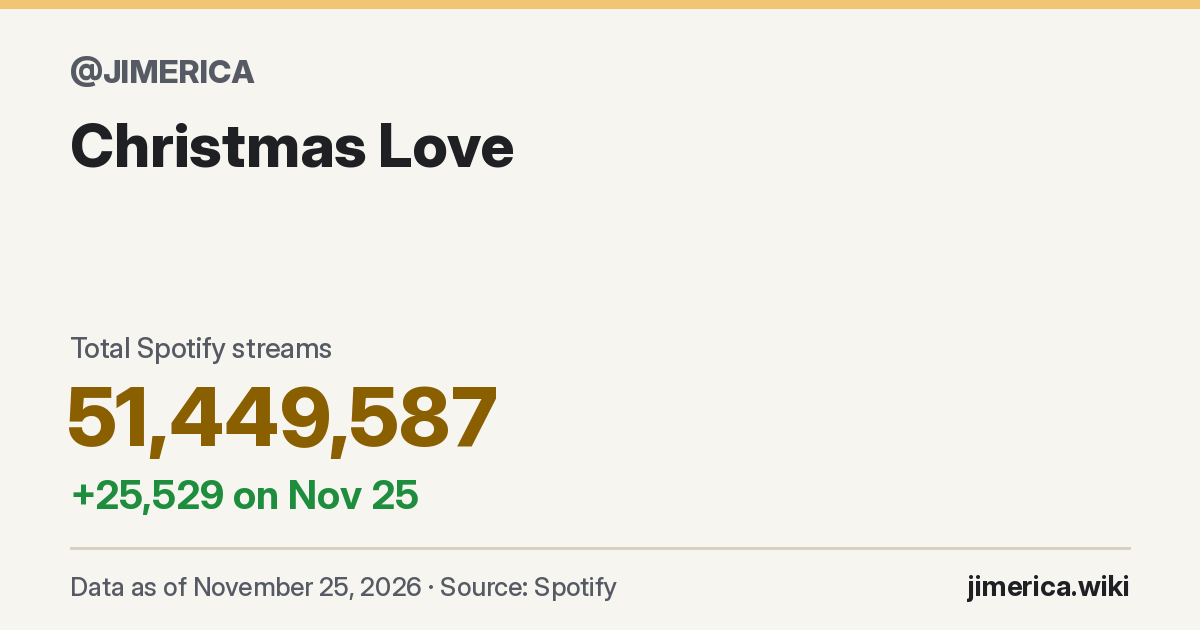 @JIMERICA
Christmas Love
Total Spotify streams
51,449,587
+25,529 on Nov 25
Data as of November 25, 2026 · Source: Spotify
jimerica.wiki